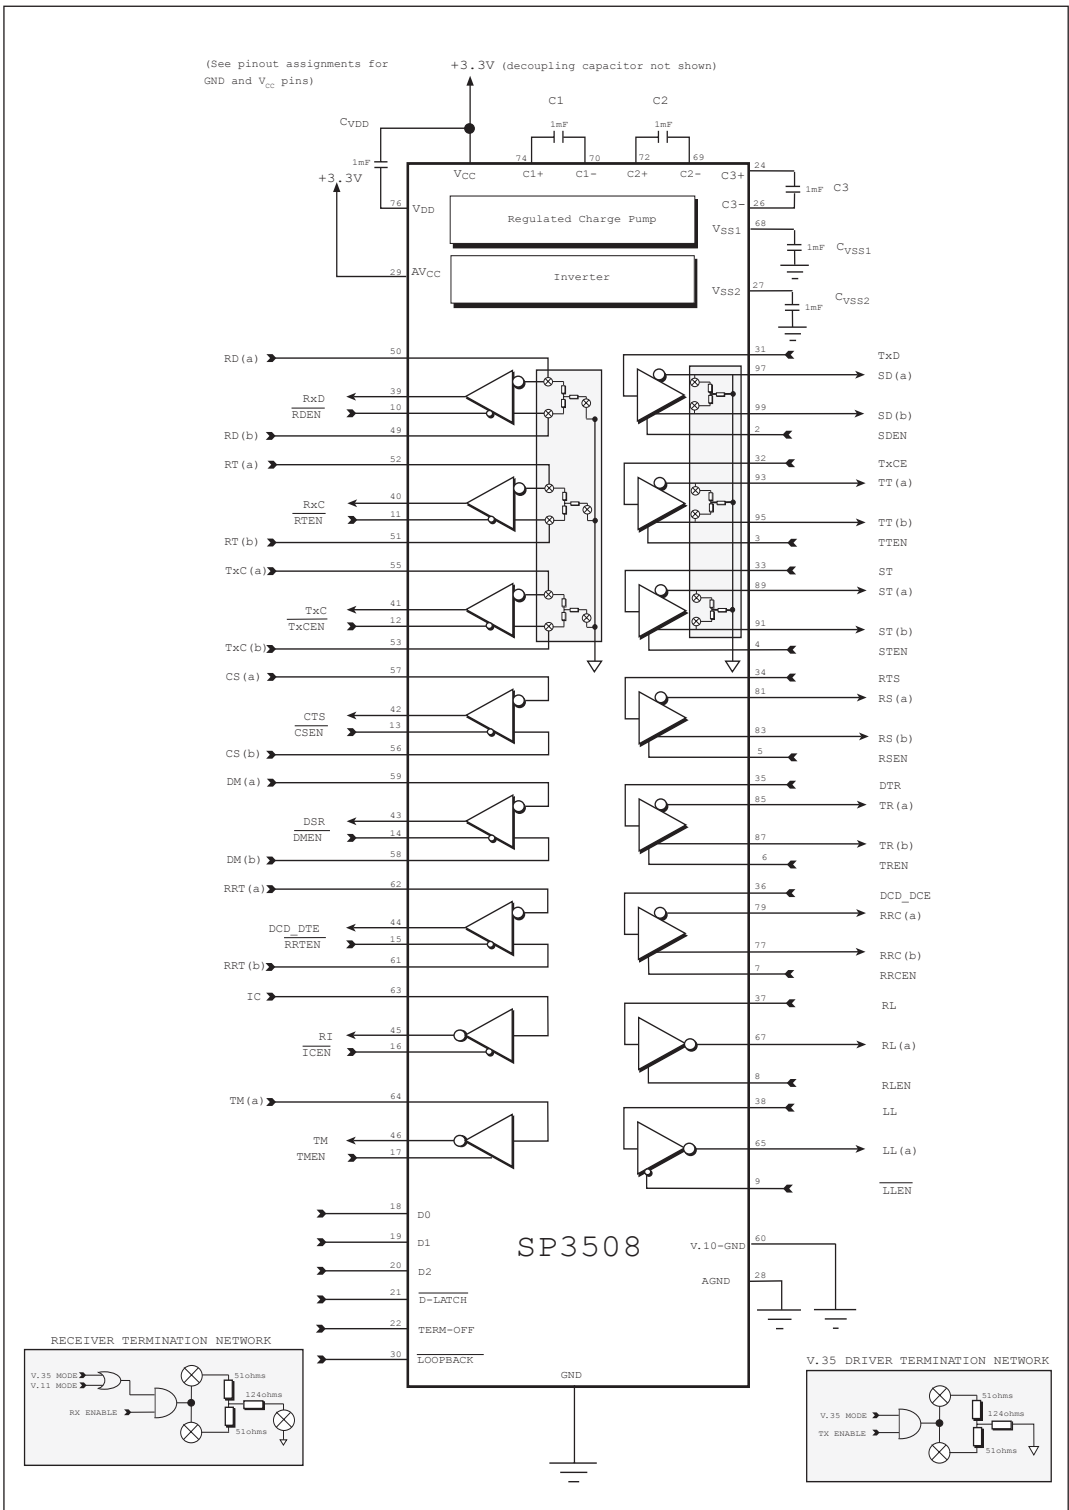 (See pinout assignments for
GND and VCC pins)
+3.3V (decoupling capacitor not shown)
C1
C2
CVDD
1mF
1mF
1mF
+3.3V
74
70
72
69
24
VCC
C1+
C1-
C2+
C2-
C3+
1mF C3
C3-
26
76
VDD
Regulated Charge Pump
VSS1
68
1mF CVSS1
29
AVCC
Inverter
VSS2
27
1mF
CVSS2
RD(a)
50
RxD
39
RDEN
10
RD(b)
49
RT(a)
52
RxC
40
RTEN
11
RT(b)
51
TxC(a)
55
TxC
41
TxCEN
12
TxC(b)
53
CS(a)
57
CTS
42
CSEN
13
CS(b)
56
DM(a)
59
DSR
43
DMEN
14
DM(b)
58
RRT(a)
62
DCD_DTE
44
RRTEN
15
RRT(b)
61
IC
63
RI
45
ICEN
16
TM(a)
64
TM
46
TMEN
17
31
TxD
97
SD(a)
99
SD(b)
2
SDEN
32
TxCE
93
TT(a)
95
TT(b)
3
TTEN
33
ST
89
ST(a)
91
ST(b)
4
STEN
34
RTS
81
RS(a)
83
RS(b)
5
RSEN
35
DTR
85
TR(a)
87
TR(b)
6
TREN
36
DCD_DCE
79
RRC(a)
77
RRC(b)
7
RRCEN
37
RL
67
RL(a)
8
RLEN
38
LL
65
LL(a)
9
LLEN
18
D0
19
D1
20
D2
21
D-LATCH
22
TERM-OFF
30
LOOPBACK
SP3508
V.10-GND
60
AGND
28
GND
RECEIVER TERMINATION NETWORK
V.35 MODE
V.11 MODE
RX ENABLE
51ohms
124ohms
51ohms
V.35 DRIVER TERMINATION NETWORK
V.35 MODE
TX ENABLE
51ohms
124ohms
51ohms